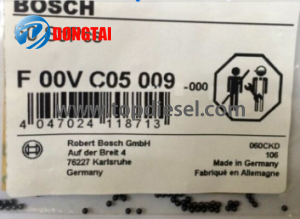 BOSCH
DONGTAI
F 00V C05 009 -000
www.topdiesel.com
4 047024 118713
Robert Bosch GmbH
Auf der Breit 4
76227 Karlsruhe
Germany
060CKD
106
Made in Germany
Fabriqué en Allemagne